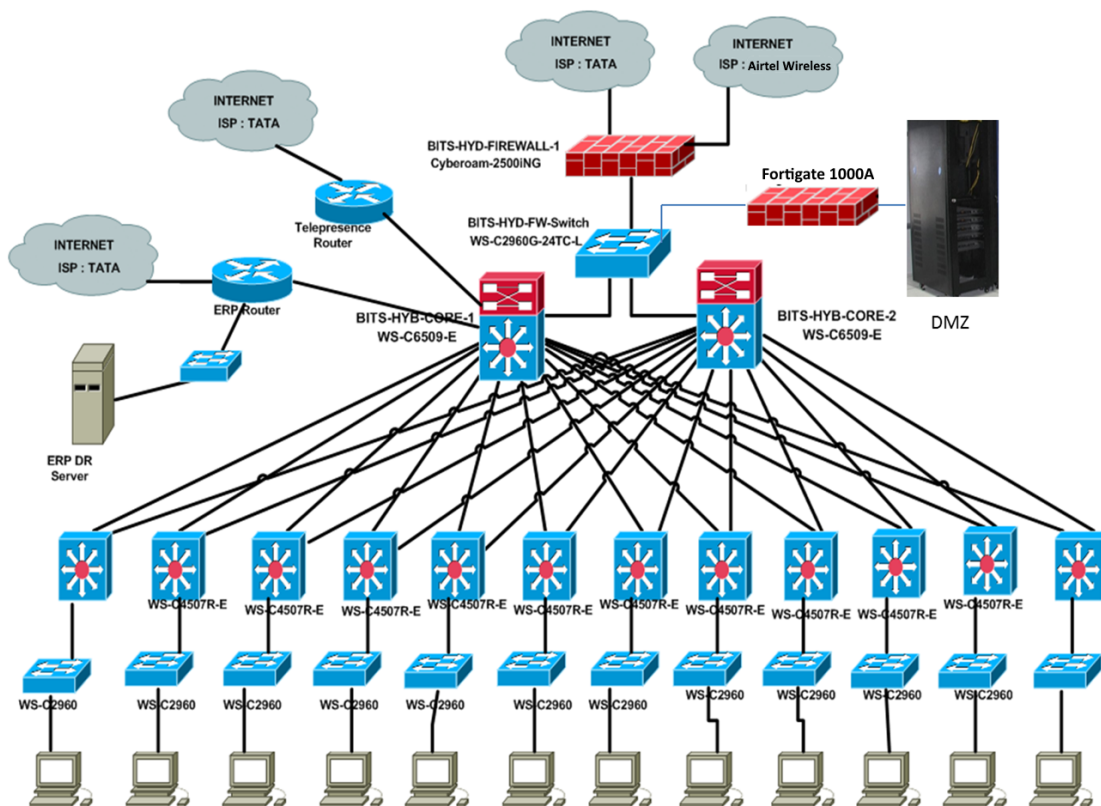 INTERNET
ISP : TATA
INTERNET
ISP : Airtel Wireless
INTERNET
ISP : TATA
BITS-HYD-FIREWALL-1
Cyberoam-2500iNG
Fortigate 1000A
Telepresence
Router
BITS-HYD-FW-Switch
WS-C2960G-24TC-L
INTERNET
ISP : TATA
ERP Router
BITS-HYB-CORE-1
WS-C6509-E
BITS-HYB-CORE-2
WS-C6509-E
DMZ
ERP DR
Server
WS-C4507R-E
WS-C4507R-E
WS-C4507R-E
WS-C4507R-E
WS-C4507R-E
WS-C4507R-E
WS-C4507R-E
WS-C4507R-E
WS-C4507R-E
WS-C4507R-E
WS-C2960
WS-C2960
WS-C2960
WS-C2960
WS-C2960
WS-C2960
WS-C2960
WS-C2960
WS-C2960
WS-C2960
WS-C2960